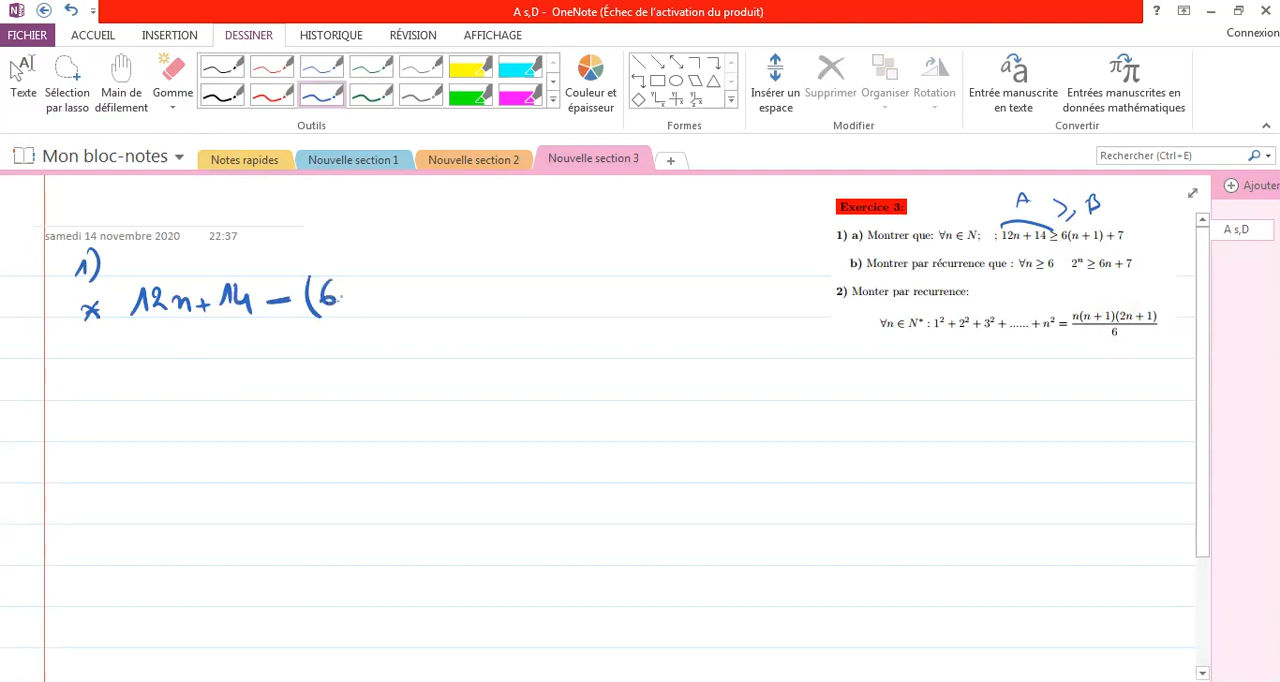 A s,D - OneNote (Échec de l'activation du produit)
FICHIER ACCUEIL INSERTION DESSINER HISTORIQUE RÉVISION AFFICHAGE Connexion
Texte Sélection par lasso Main de défilement Gomme Couleur et épaisseur Insérer un espace Supprimer Organiser Rotation Entrée manuscrite en texte Entrées manuscrites en données mathématiques
Outils Formes Modifier Convertir
Mon bloc-notes Notes rapides Nouvelle section 1 Nouvelle section 2 Nouvelle section 3 + Rechercher (Ctrl+E)
Ajouter
A s,D
samedi 14 novembre 2020 22:37
1)
* 12n + 14 - (6
A ≥ B
Exercice 3:
1) a) Montrer que: ∀n ∈ N; ; 12n + 14 ≥ 6(n + 1) + 7
b) Montrer par récurrence que : ∀n ≥ 6 2ⁿ ≥ 6n + 7
2) Monter par recurrence:
∀n ∈ N* : 1² + 2² + 3² + ...... + n² = n(n + 1)(2n + 1)/6